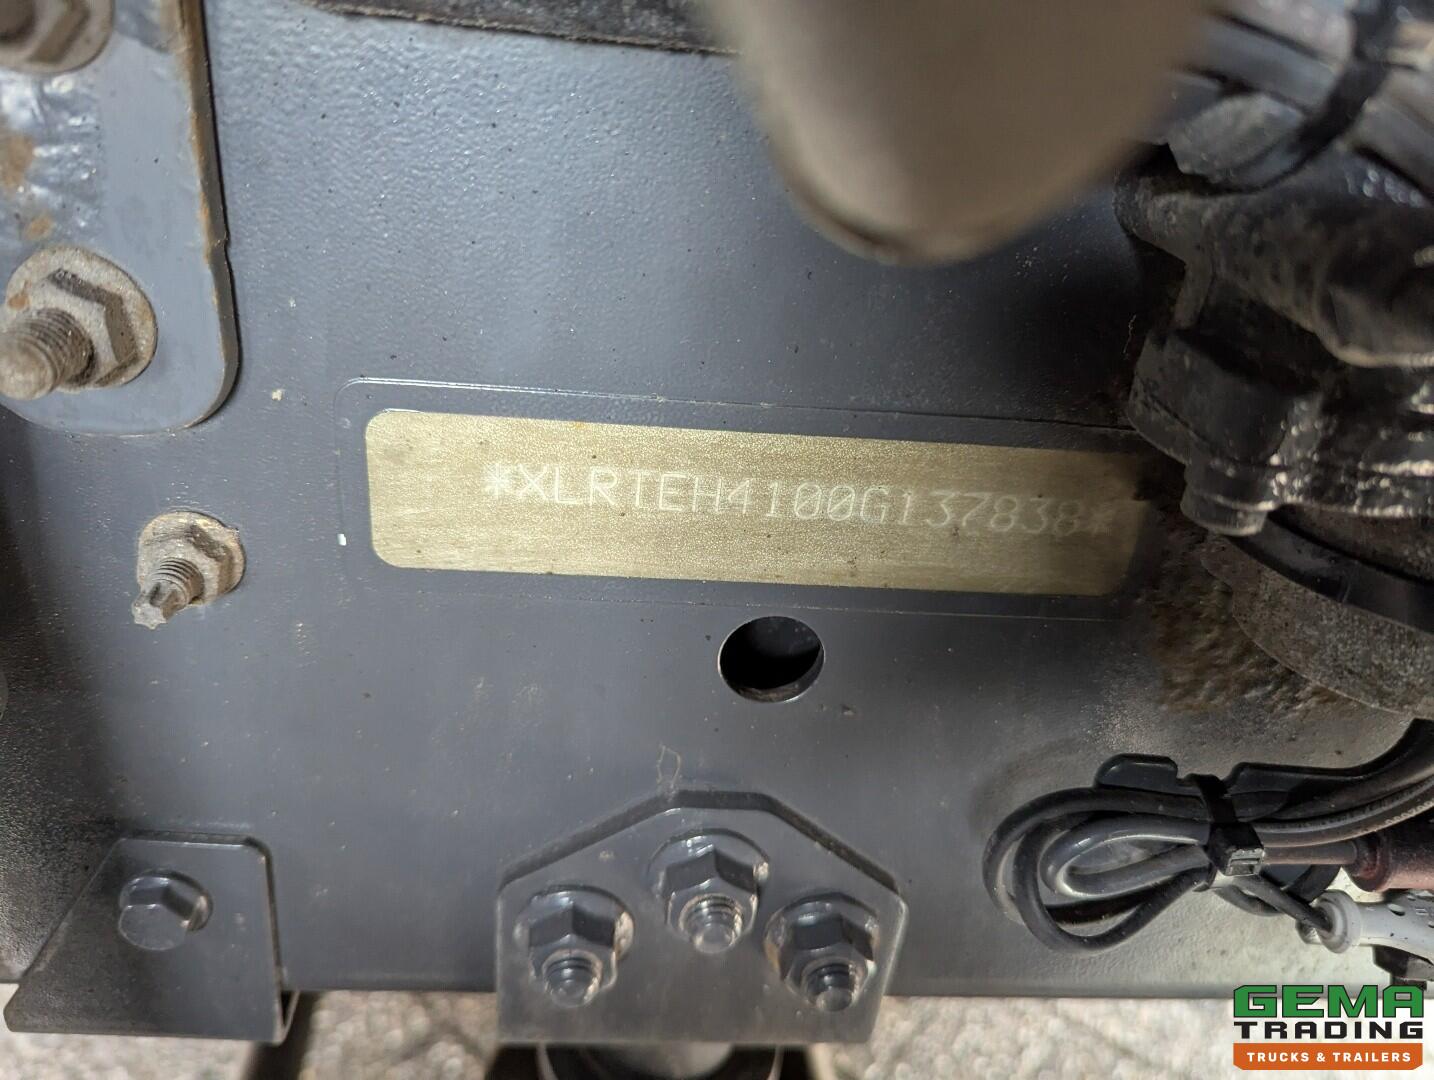 *XLRTEH4100G137838*
GEMA
TRADING
TRUCKS & TRAILERS